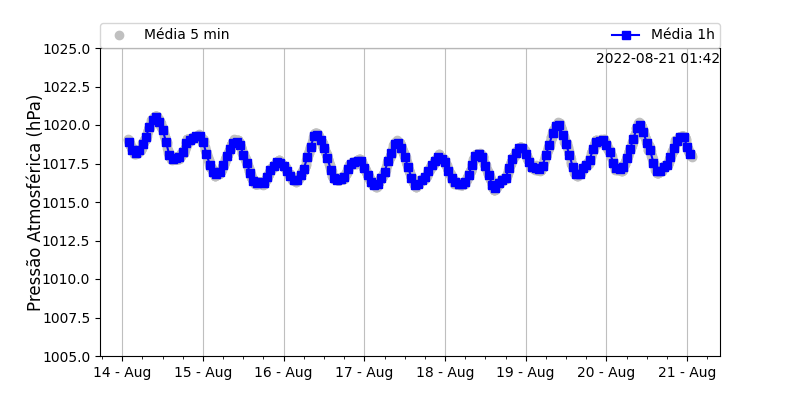 Média 5 min
Média 1h
2022-08-21 01:42
Pressão Atmosférica (hPa)
1025.0
1022.5
1020.0
1017.5
1015.0
1012.5
1010.0
1007.5
1005.0
14 - Aug
15 - Aug
16 - Aug
17 - Aug
18 - Aug
19 - Aug
20 - Aug
21 - Aug